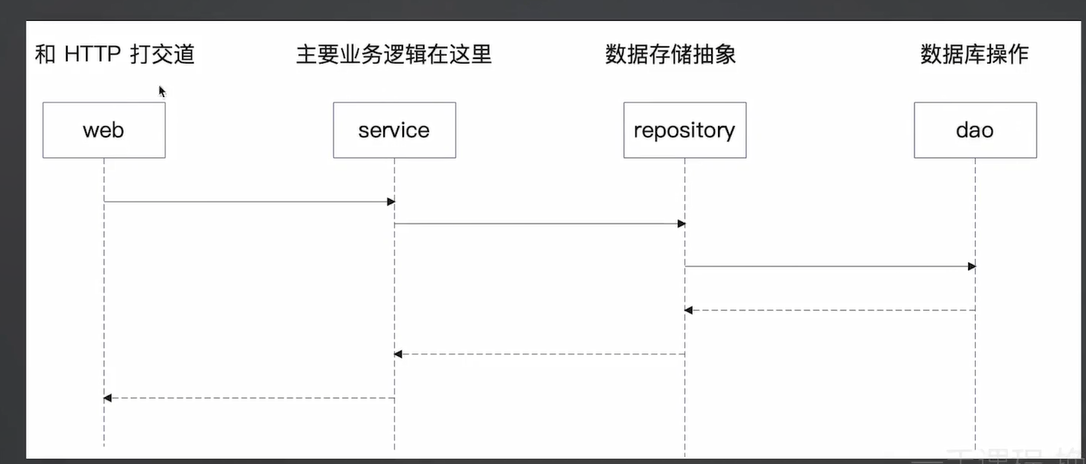 和 HTTP 打交道
主要业务逻辑在这里
数据存储抽象
数据库操作
web
service
repository
dao